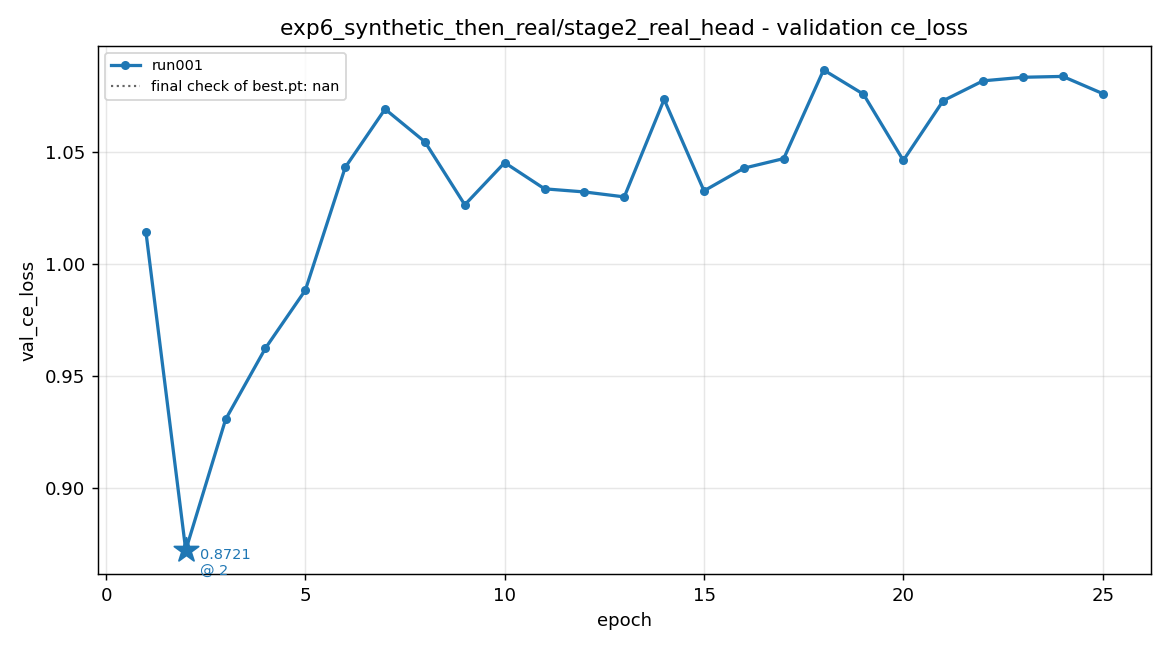 exp6_synthetic_then_real/stage2_real_head - validation ce_loss
run001
final check of best.pt: nan
val_ce_loss
1.05
1.00
0.95
0.90
0.8721
@ 2
0
5
10
15
20
25
epoch